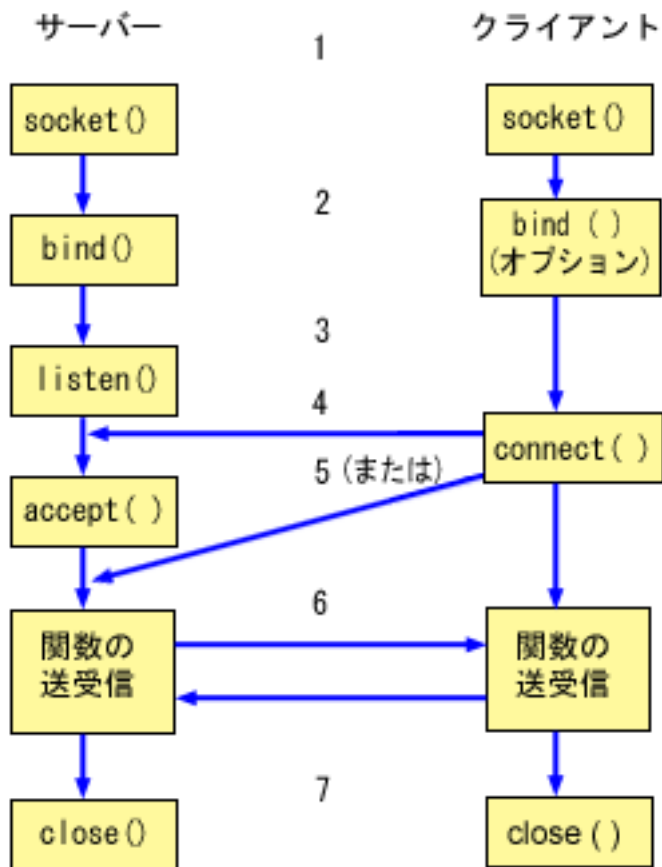 サーバー
クライアント
1
socket()
socket()
2
bind()
bind ( )
(オプション)
3
listen()
4
connect( )
5 (または)
accept( )
6
関数の
送受信
関数の
送受信
7
close()
close ( )